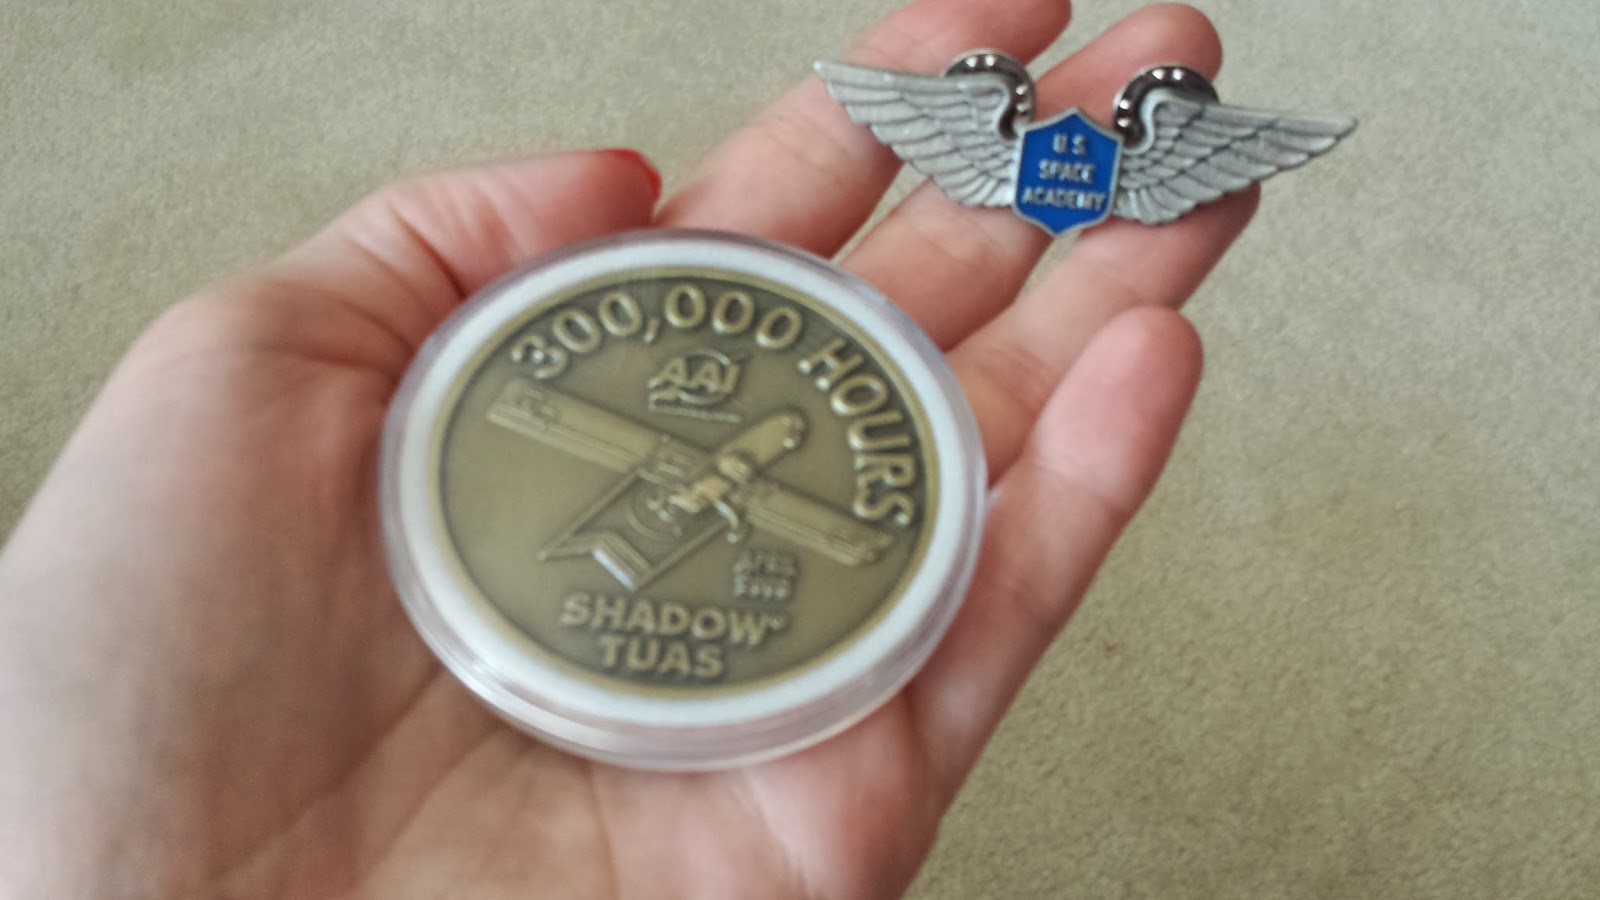 U.S.
SPACE
ACADEMY
300,000 HOURS
AAI
SHADOW
TUAS